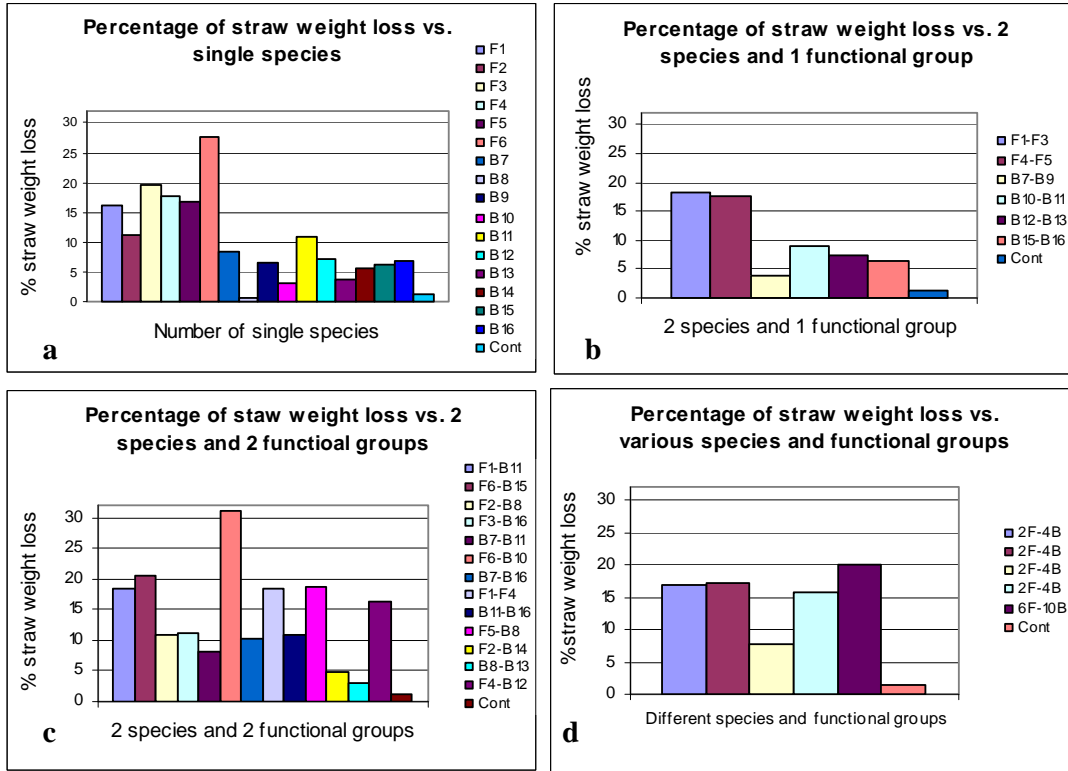 Percentage of straw weight loss vs.
single species
% straw weight loss
30
25
20
15
10
5
0
Number of single species
F1
F2
F3
F4
F5
F6
B7
B8
B9
B10
B11
B12
B13
B14
B15
B16
Cont
a
Percentage of straw weight loss vs. 2
species and 1 functional group
% straw weight loss
30
25
20
15
10
5
0
2 species and 1 functional group
F1-F3
F4-F5
B7-B9
B10-B11
B12-B13
B15-B16
Cont
b
Percentage of staw weight loss vs. 2
species and 2 functioal groups
% straw weight loss
30
25
20
15
10
5
0
2 species and 2 functional groups
F1-B11
F6-B15
F2-B8
F3-B16
B7-B11
F6-B10
B7-B16
F1-F4
B11-B16
F5-B8
F2-B14
B8-B13
F4-B12
Cont
c
Percentage of straw weight loss vs.
various species and functional groups
%straw weight loss
30
25
20
15
10
5
0
Different species and functional groups
2F-4B
2F-4B
2F-4B
2F-4B
6F-10B
Cont
d